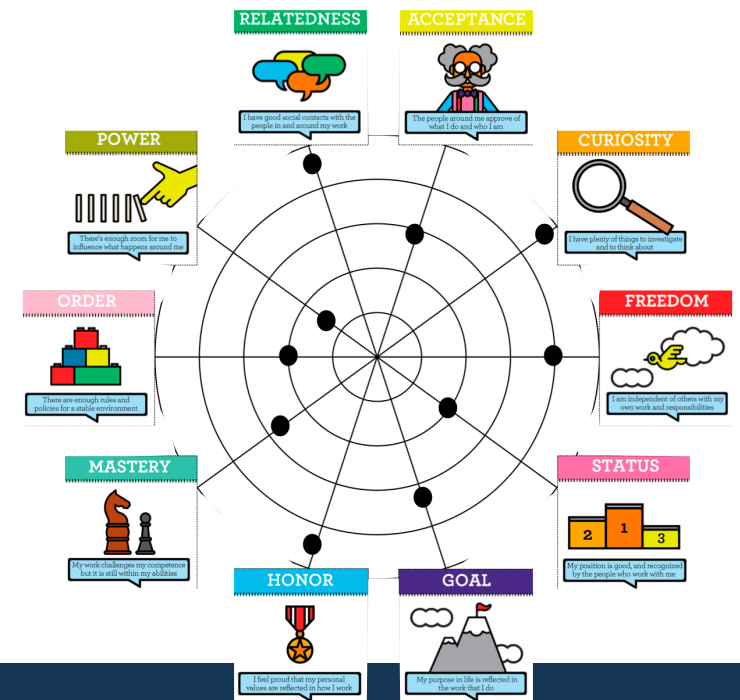 RELATEDNESS
I have good social contacts with the
people in and around my work
ACCEPTANCE
The people around me approve of
what I do and who I am
POWER
There's enough room for me to
influence what happens around me
CURIOSITY
I have plenty of things to investigate
and to think about
ORDER
There are enough rules and
policies for a stable environment
FREEDOM
I am independent of others with my
own work and responsibilities
MASTERY
My work challenges my competence
but it is still within my abilities
STATUS
2
1
3
My position is good, and recognized
by the people who work with me
HONOR
I feel proud that my personal
values are reflected in how I work
GOAL
My purpose in life is reflected in
the work that I do